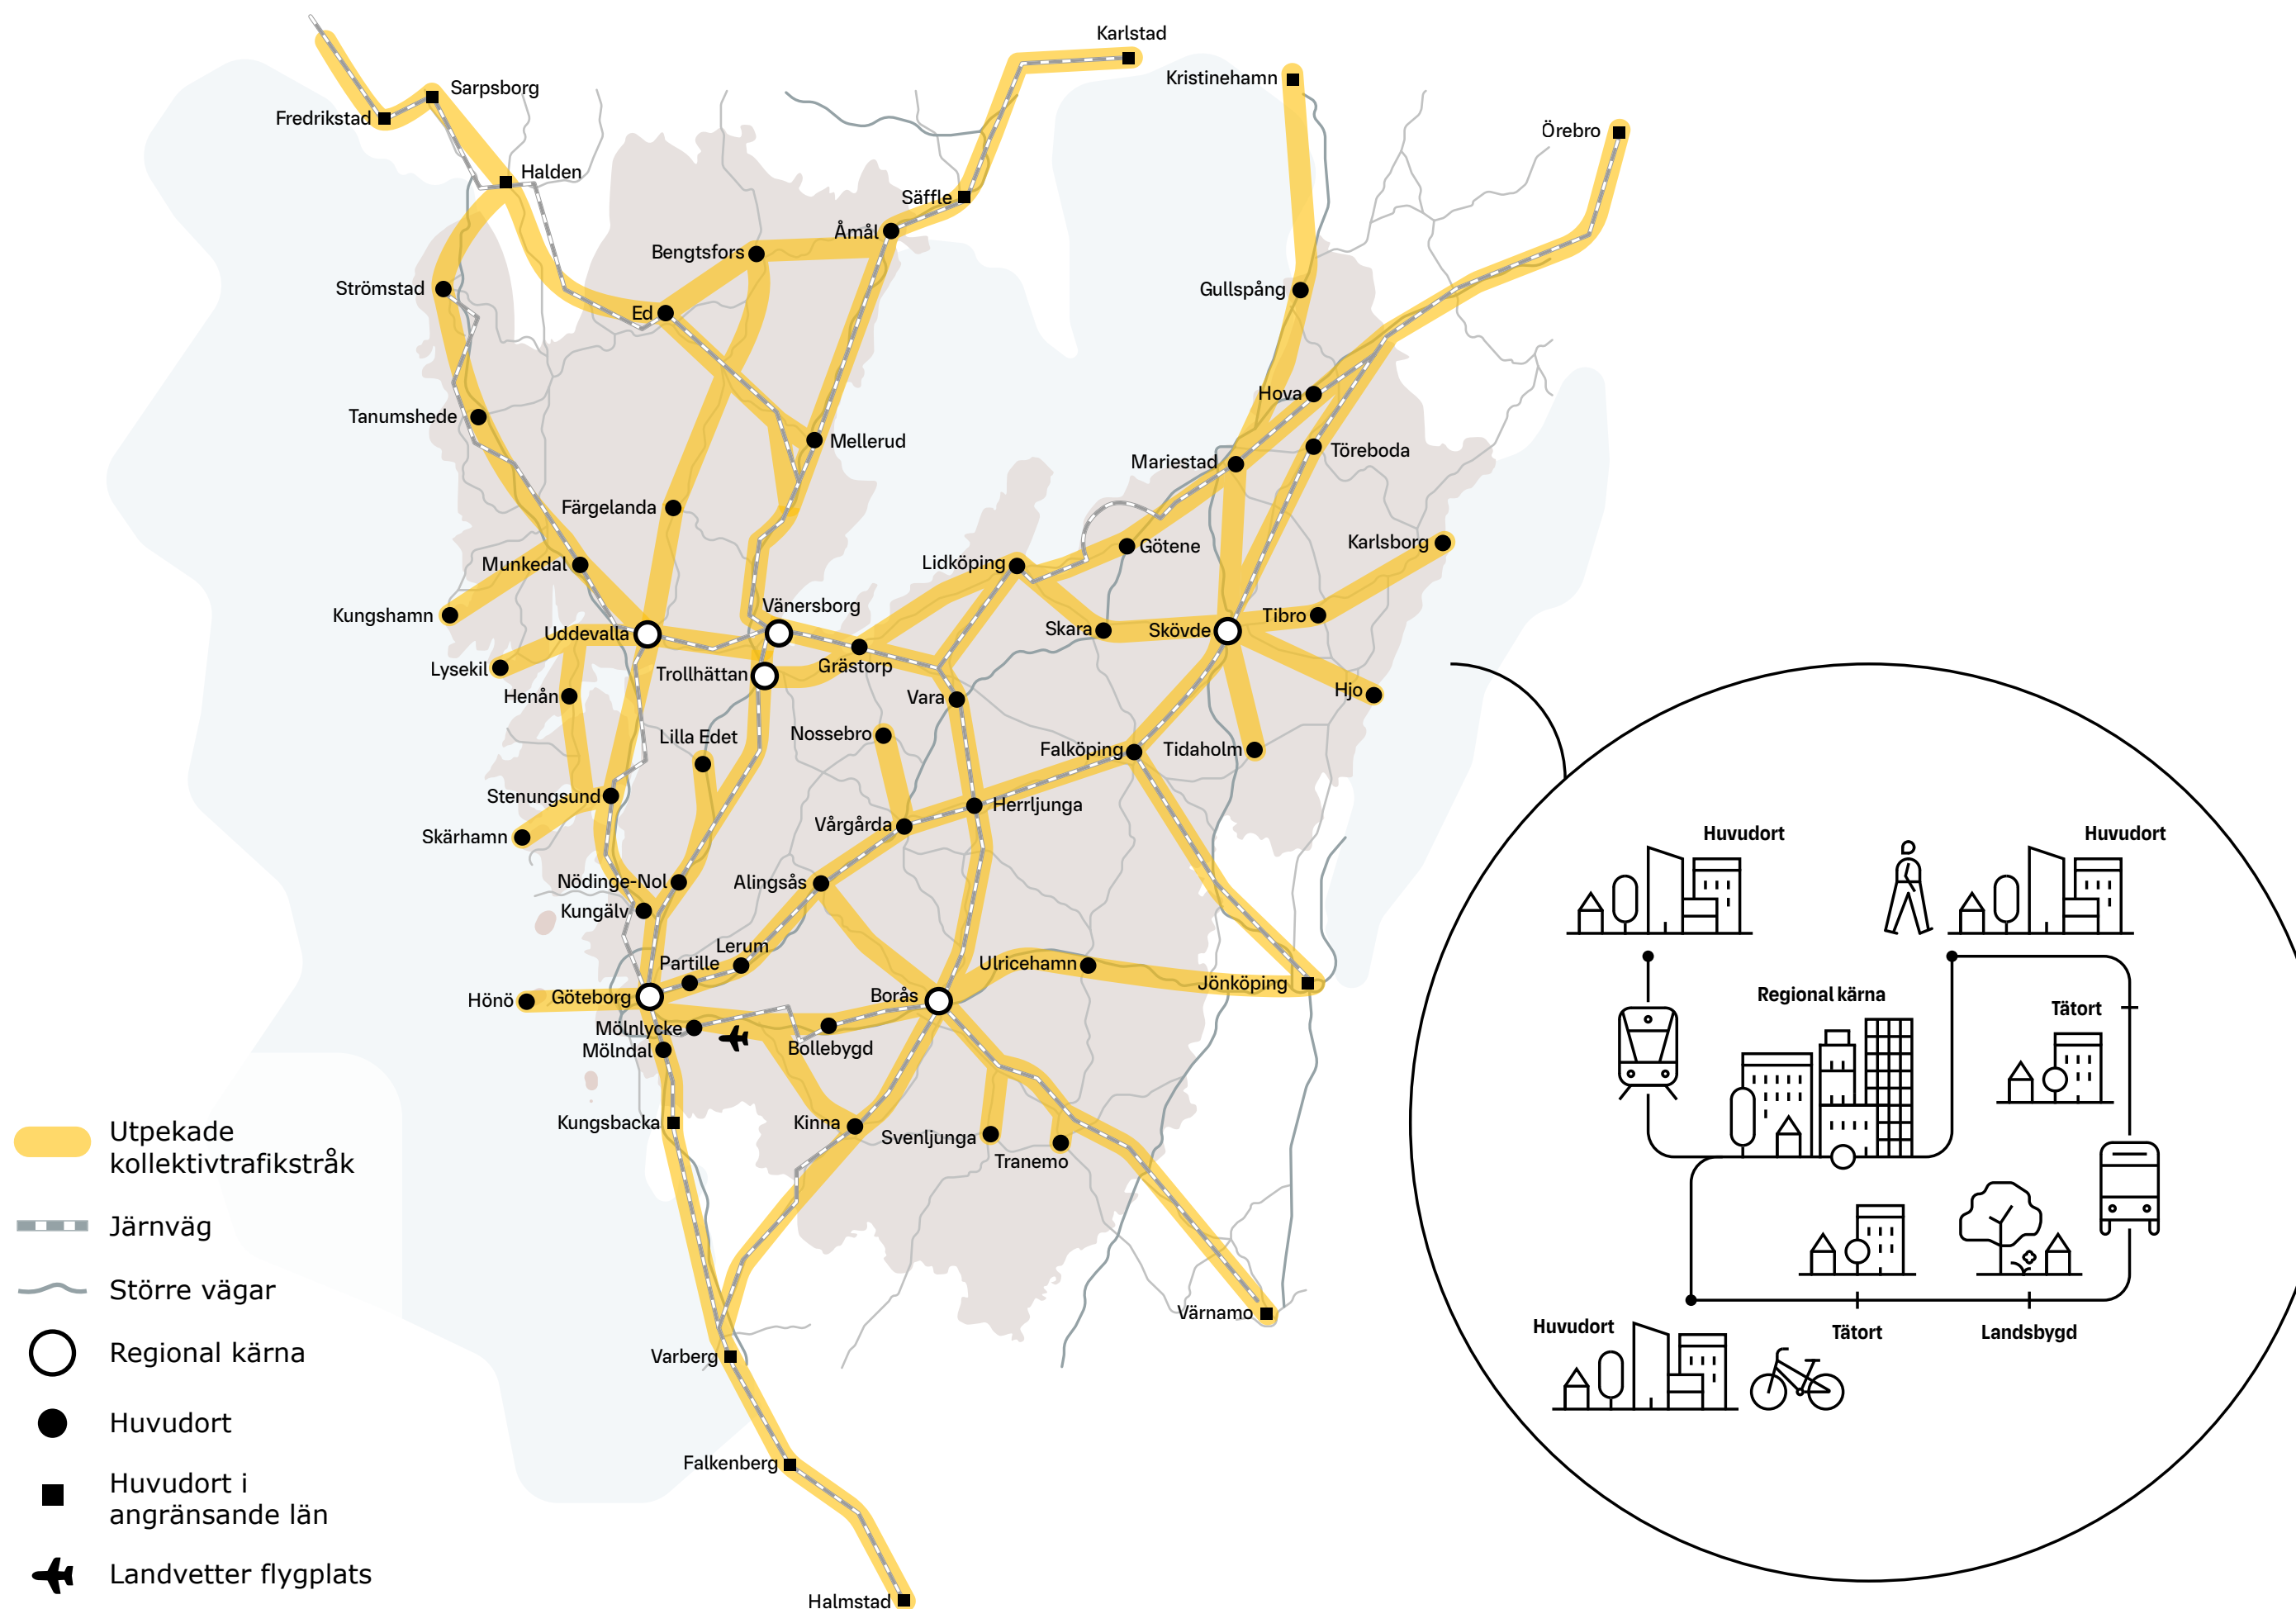 Karlstad
Kristinehamn
Sarpsborg
Fredrikstad
Örebro
Halden
Säffle
Åmål
Bengtsfors
Strömstad
Gullspång
Ed
Hova
Tanumshede
Mellerud
Töreboda
Mariestad
Färgelanda
Karlsborg
Götene
Lidköping
Munkedal
Vänersborg
Kungshamn
Tibro
Uddevalla
Skara
Skövde
Lysekil
Grästorp
Trollhättan
Henån
Vara
Hjo
Nossebro
Lilla Edet
Falköping
Tidaholm
Stenungsund
Herrljunga
Vårgårda
Skärhamn
Nödinge-Nol
Alingsås
Kungälv
Lerum
Partille
Ulricehamn
Jönköping
Hönö
Göteborg
Borås
Mölnlycke
Bollebygd
Mölndal
Kungsbacka
Kinna
Svenljunga
Tranemo
Värnamo
Varberg
Falkenberg
Halmstad
Utpekade
kollektivtrafikstråk
Järnväg
Större vägar
Regional kärna
Huvudort
Huvudort i
angränsande län
Landvetter flygplats
Huvudort
Huvudort
Regional kärna
Tätort
Huvudort
Tätort
Landsbygd